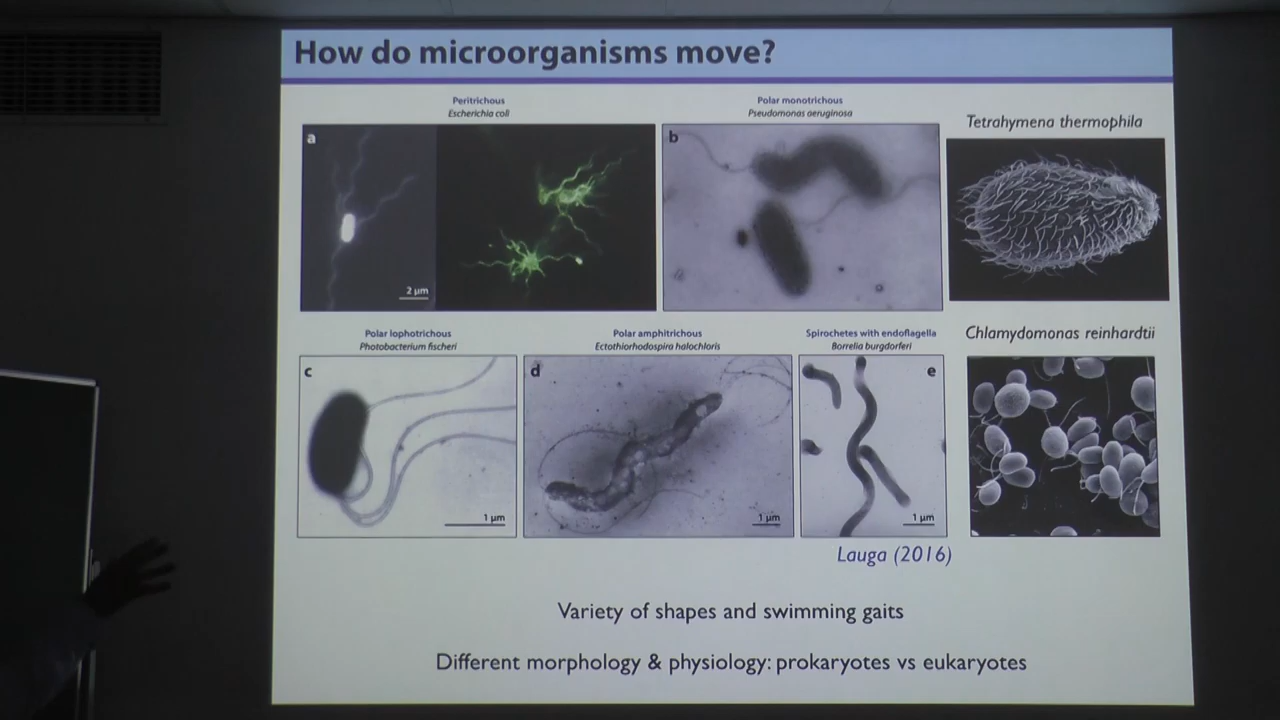 How do microorganisms move?
Peritrichous
Escherichia coli
Polar monotrichous
Pseudomonas aeruginosa
Tetrahymena thermophila
a
2 µm
b
Polar lophotrichous
Photobacterium fischeri
Polar amphitrichous
Ectothiorhodospira halochloris
Spirochetes with endoflagella
Borrelia burgdorferi
Chlamydomonas reinhardtii
c
1 µm
d
1 µm
e
1 µm
Lauga (2016)
Variety of shapes and swimming gaits
Different morphology & physiology: prokaryotes vs eukaryotes